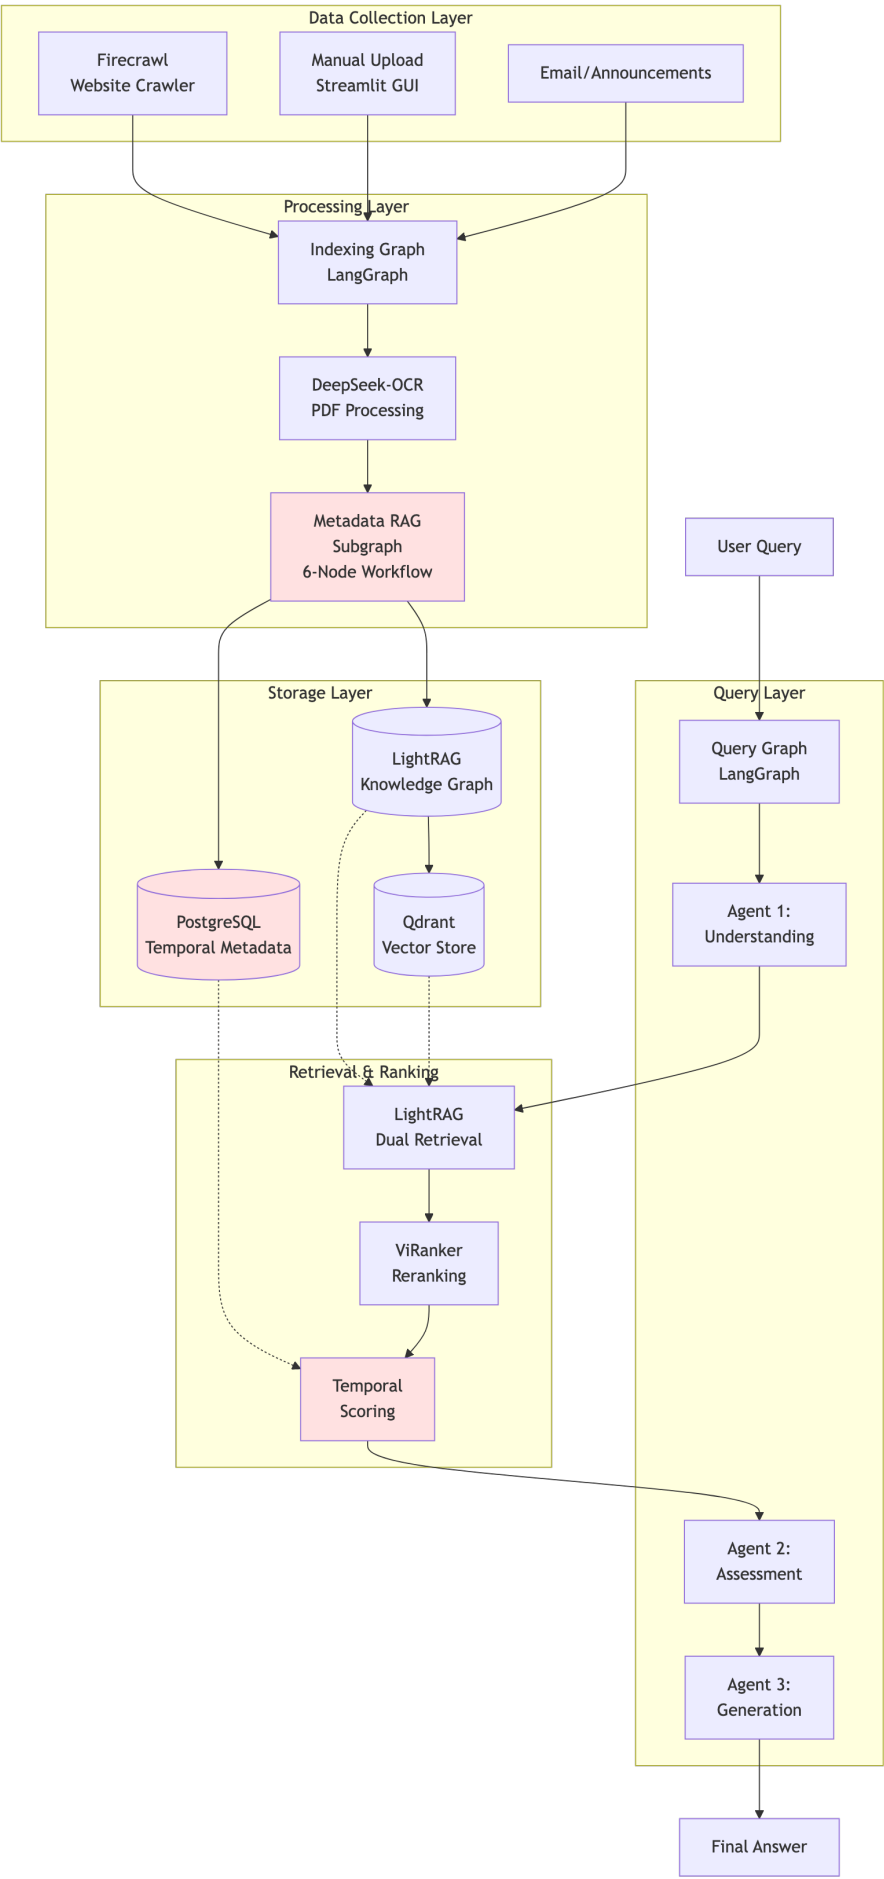 Data Collection Layer
Firecrawl
Website Crawler
Manual Upload
Streamlit GUI
Email/Announcements
Processing Layer
Indexing Graph
LangGraph
DeepSeek-OCR
PDF Processing
Metadata RAG
Subgraph
6-Node Workflow
User Query
Storage Layer
LightRAG
Knowledge Graph
PostgreSQL
Temporal Metadata
Qdrant
Vector Store
Query Layer
Query Graph
LangGraph
Agent 1:
Understanding
Retrieval & Ranking
LightRAG
Dual Retrieval
ViRanker
Reranking
Temporal
Scoring
Agent 2:
Assessment
Agent 3:
Generation
Final Answer